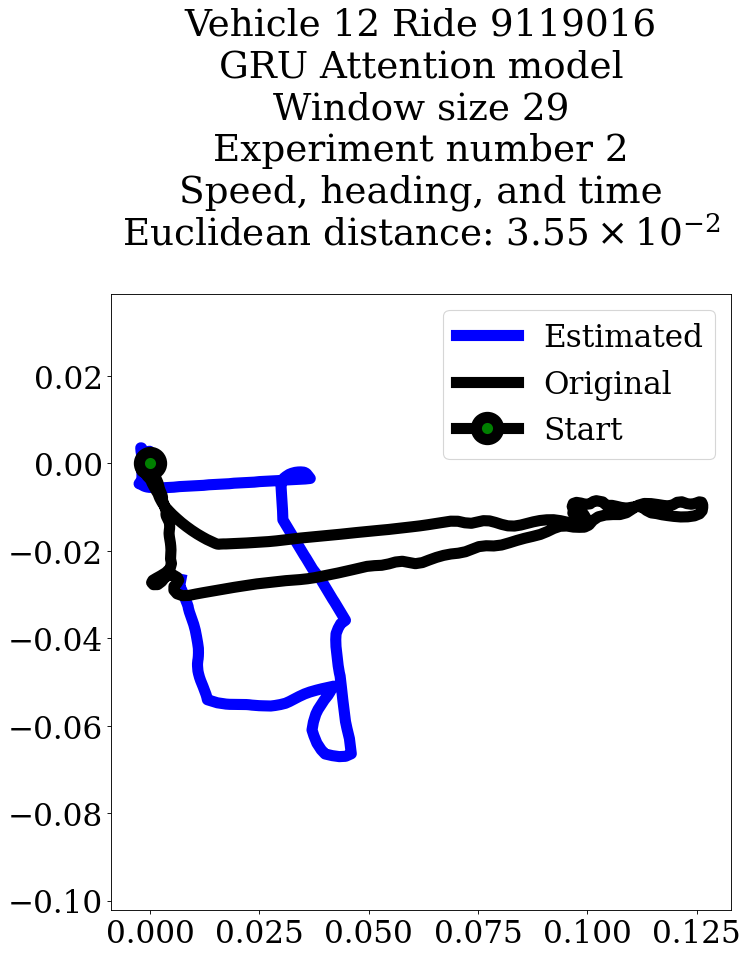 Vehicle 12 Ride 9119016
GRU Attention model
Window size 29
Experiment number 2
Speed, heading, and time
Euclidean distance: 3.55 × 10⁻²
Estimated
Original
Start
0.02
0.00
−0.02
−0.04
−0.06
−0.08
−0.10
0.000 0.025 0.050 0.075 0.100 0.125